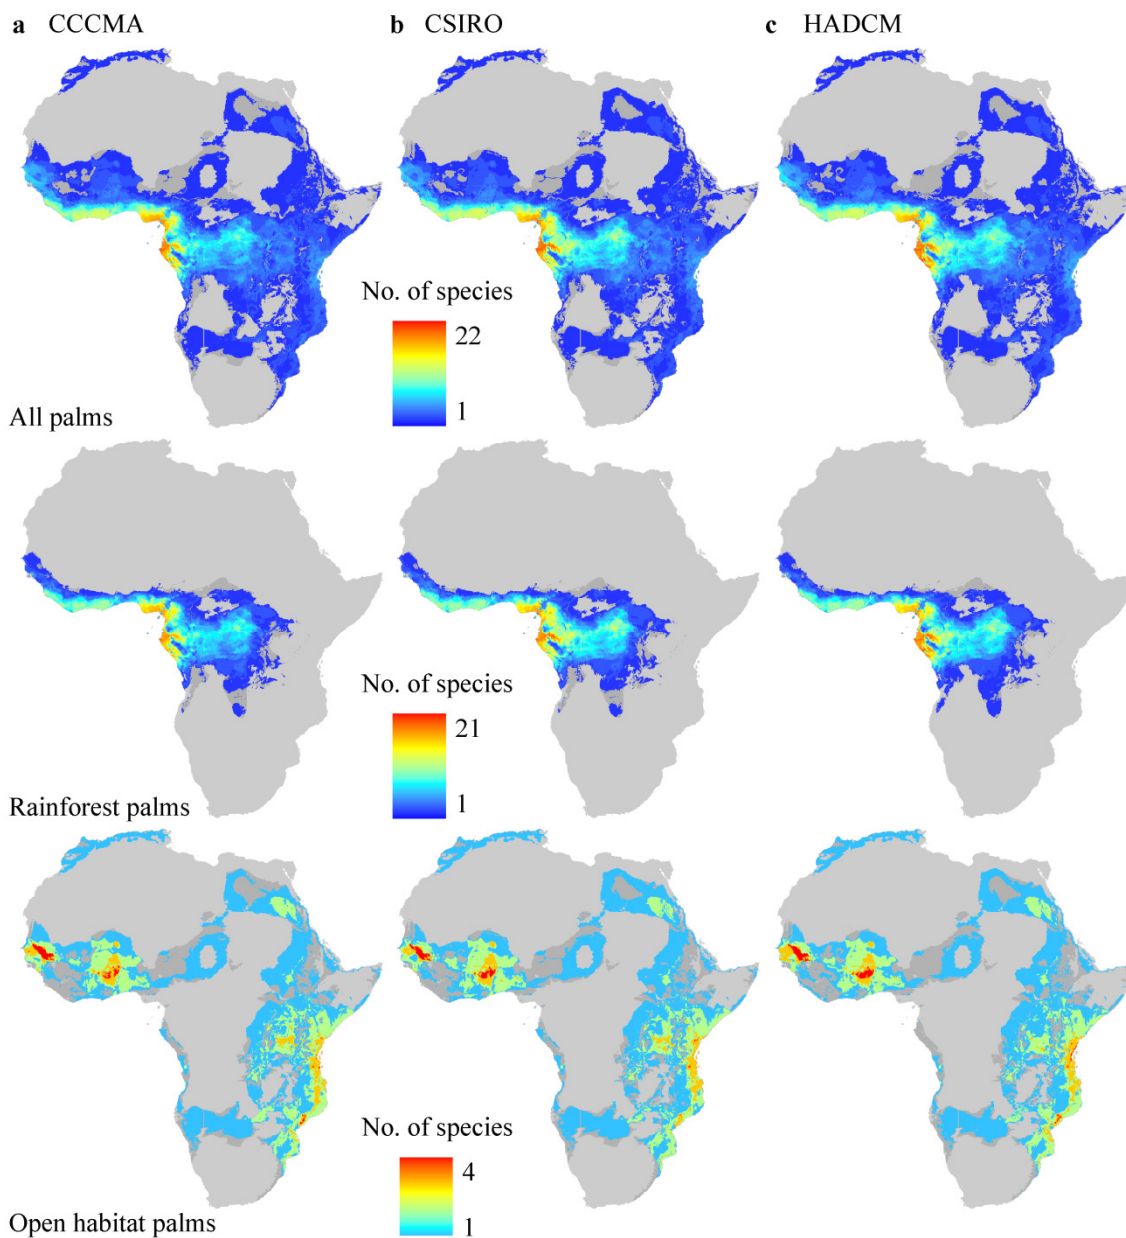 a CCCMA
b CSIRO
c HADCM
No. of species
22
1
All palms
No. of species
21
1
Rainforest palms
No. of species
4
1
Open habitat palms